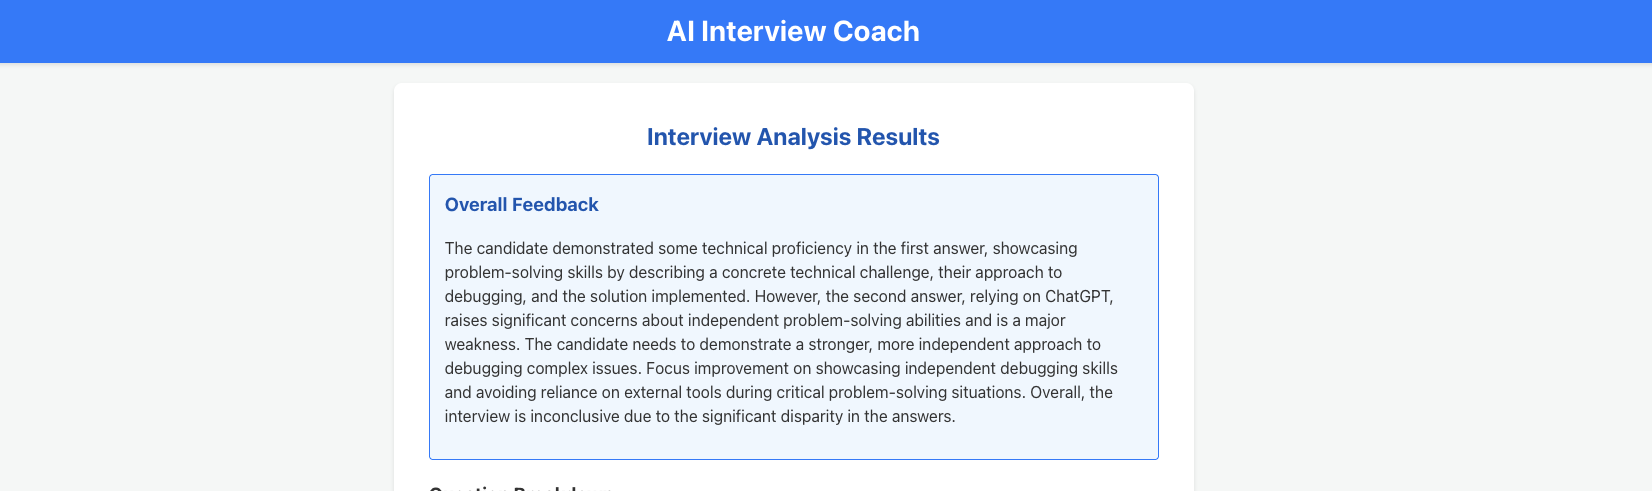 AI Interview Coach
Interview Analysis Results
Overall Feedback
The candidate demonstrated some technical proficiency in the first answer, showcasing
problem-solving skills by describing a concrete technical challenge, their approach to
debugging, and the solution implemented. However, the second answer, relying on ChatGPT,
raises significant concerns about independent problem-solving abilities and is a major
weakness. The candidate needs to demonstrate a stronger, more independent approach to
debugging complex issues. Focus improvement on showcasing independent debugging skills
and avoiding reliance on external tools during critical problem-solving situations. Overall, the
interview is inconclusive due to the significant disparity in the answers.